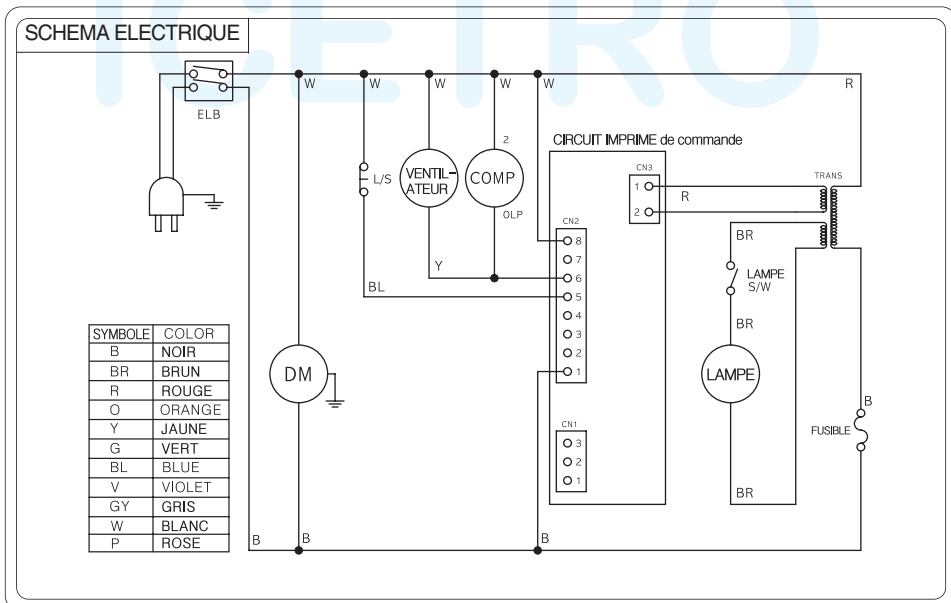 ICETRO
SCHEMA ELECTRIQUE
ELB
W W W W W R
L/S
VENTIL-
ATEUR
2
COMP
OLP
CIRCUIT IMPRIME de commande
CN3
1
2
R
TRANS
CN2
8
7
6
5
4
3
2
1
Y
BL
BR
LAMPE
S/W
BR
LAMPE
BR
DM
CN1
3
2
1
B
FUSIBLE
B B B
SYMBOLE COLOR
B NOIR
BR BRUN
R ROUGE
O ORANGE
Y JAUNE
G VERT
BL BLUE
V VIOLET
GY GRIS
W BLANC
P ROSE